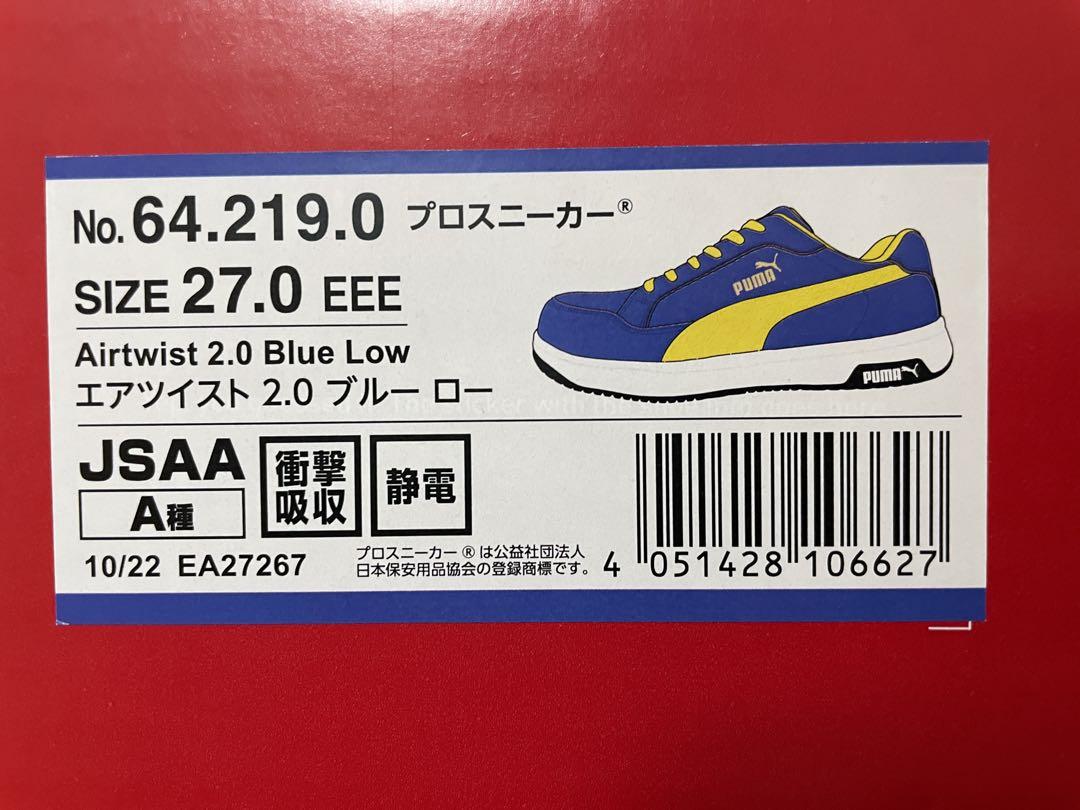 No. 64.219.0 プロスニーカー®
SIZE 27.0 EEE
Airtwist 2.0 Blue Low
エアツイスト 2.0 ブルー ロー
PUMA
PUMA
JSAA
A種
衝撃
吸収
静電
10/22 EA27267
プロスニーカー®は公益社団法人
日本保安用品協会の登録商標です。
4 051428 106627